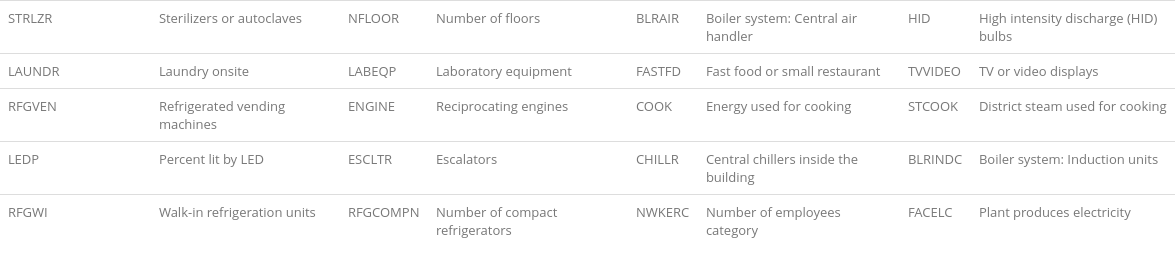 STRLZR Sterilizers or autoclaves NFLOOR Number of floors BLRAIR Boiler system: Central air HID High intensity discharge (HID)
handler bulbs
LAUNDR Laundry onsite LABEQP Laboratory equipment FASTFD Fast food or small restaurant TVVIDEO TV or video displays
RFGVEN Refrigerated vending ENGINE Reciprocating engines COOK Energy used for cooking STCOOK District steam used for cooking
machines
LEDP Percent lit by LED ESCLTR Escalators CHILLR Central chillers inside the BLRINDC Boiler system: Induction units
building
RFGWI Walk-in refrigeration units RFGCOMPN Number of compact NWKERC Number of employees FACELC Plant produces electricity
refrigerators category